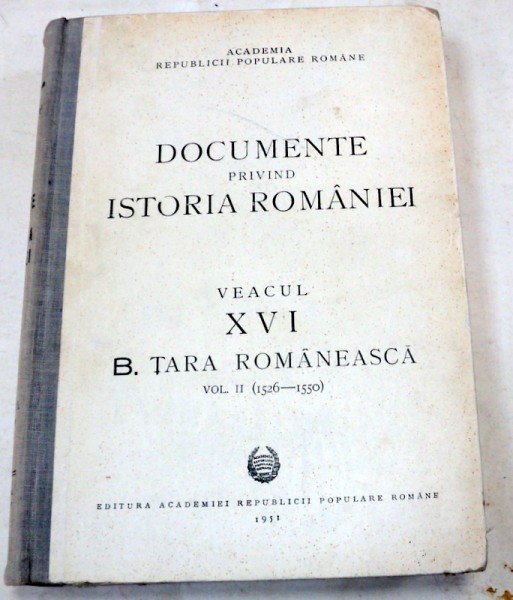 ACADEMIA
REPUBLICII POPULARE ROMÂNE
DOCUMENTE
PRIVIND
ISTORIA ROMÂNIEI
VEACUL
XVI
B. ȚARA ROMÂNEASCĂ
VOL. II (1526—1550)
EDITURA ACADEMIEI REPUBLICII POPULARE ROMÂNE
1951